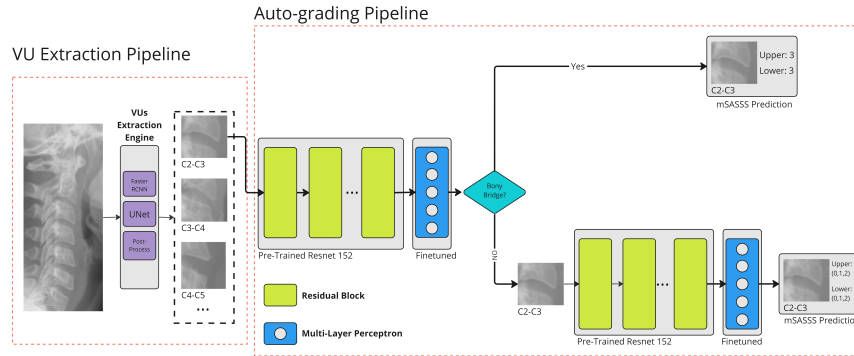 Auto-grading Pipeline
VU Extraction Pipeline
VUs
Extraction
Engine
Faster
RCNN
UNet
Post-
Process
C2-C3
C3-C4
C4-C5
...
...
Pre-Trained Resnet 152
Finetuned
Bony
Bridge?
Yes
Upper: 3
Lower: 3
C2-C3
mSASSS Prediction
NO
C2-C3
...
Pre-Trained Resnet 152
Finetuned
Upper:
(0,1,2)
Lower:
(0,1,2)
C2-C3
mSASSS Prediction
Residual Block
Multi-Layer Perceptron